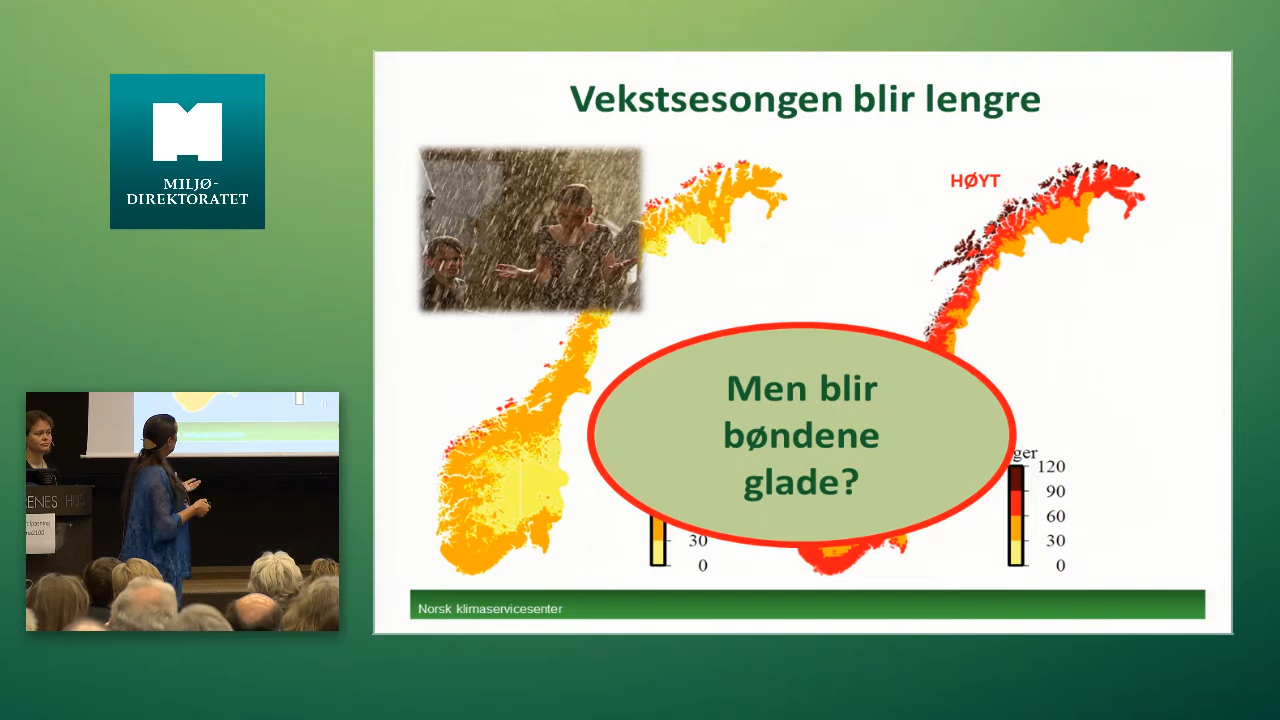 MILJØ-
DIREKTORATET
Vekstsesongen blir lengre
HØYT
Men blir
bøndene
glade?
ger
120
90
60
30
0
30
0
Norsk klimaservicesenter